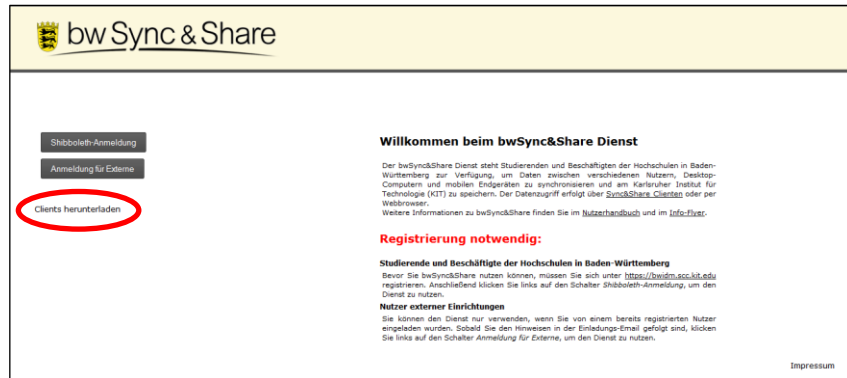 bw Sync & Share
Shibboleth-Anmeldung
Anmeldung für Externe
Clients herunterladen
Willkommen beim bwSync&Share Dienst
Der bwSync&Share Dienst steht Studierenden und Beschäftigten der Hochschulen in Baden-
Württemberg zur Verfügung, um Daten zwischen verschiedenen Nutzern, Desktop-
Computern und mobilen Endgeräten zu synchronisieren und am Karlsruher Institut für
Technologie (KIT) zu speichern. Der Datenzugriff erfolgt über Sync&Share Clienten oder per
Webbrowser.
Weitere Informationen zu bwSync&Share finden Sie im Nutzerhandbuch und im Info-Flyer.
Registrierung notwendig:
Studierende und Beschäftigte der Hochschulen in Baden-Württemberg
Bevor Sie bwSync&Share nutzen können, müssen Sie sich unter https://bwidm.scc.kit.edu
registrieren. Anschließend klicken Sie links auf den Schalter Shibboleth-Anmeldung, um den
Dienst zu nutzen.
Nutzer externer Einrichtungen
Sie können den Dienst nur verwenden, wenn Sie von einem bereits registrierten Nutzer
eingeladen wurden. Sobald Sie den Hinweisen in der Einladungs-Email gefolgt sind, klicken
Sie links auf den Schalter Anmeldung für Externe, um den Dienst zu nutzen.
Impressum